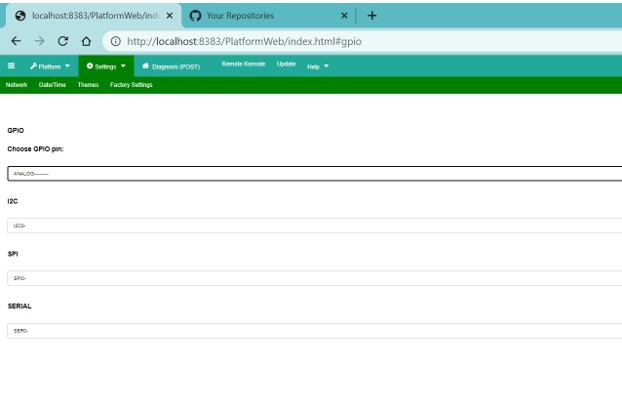 localhost:8383/PlatformWeb/inde
Your Repositories
http://localhost:8383/PlatformWeb/index.html#gpio
Platform Settings Diagnose (POST) Remote Konsole Update Help
Network Date/Time Themes Factory Settings
GPIO
Choose GPIO pin:
ANALOG---------
I2C
I2C0-
SPI
SPI0-
SERIAL
SER0-